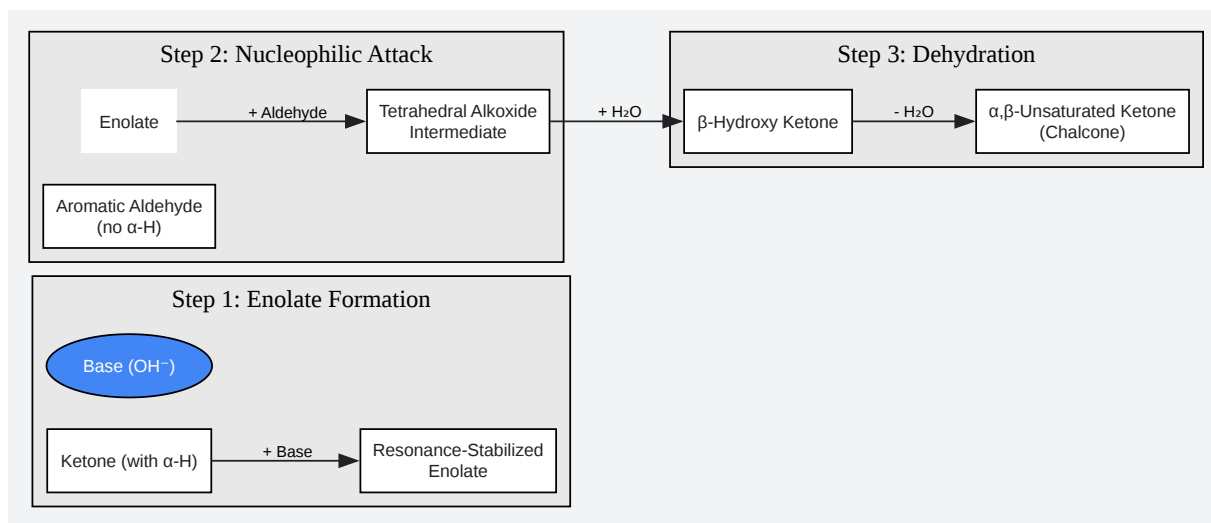 Step 2: Nucleophilic Attack
Enolate
+ Aldehyde
Tetrahedral Alkoxide
Intermediate
Aromatic Aldehyde
(no α-H)
+ H₂O
Step 3: Dehydration
β-Hydroxy Ketone
- H₂O
α,β-Unsaturated Ketone
(Chalcone)
Step 1: Enolate Formation
Base (OH⁻)
Ketone (with α-H)
+ Base
Resonance-Stabilized
Enolate